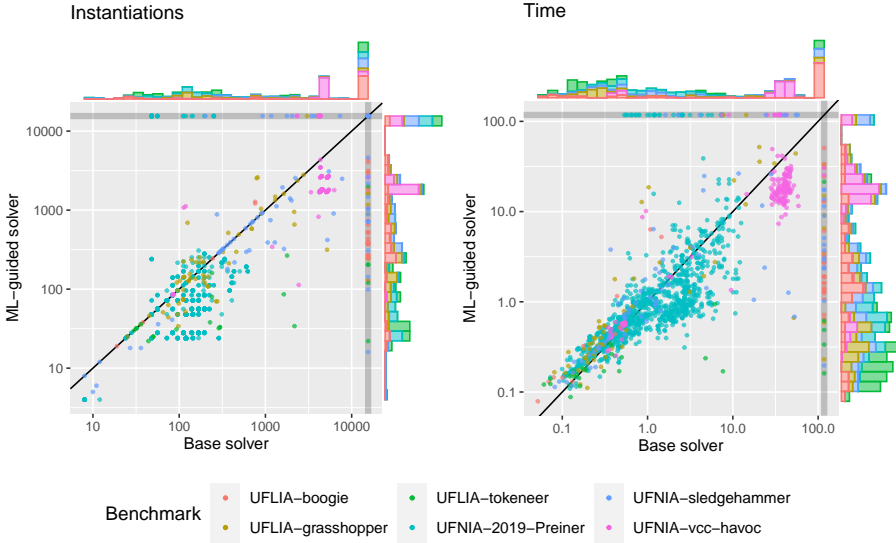 Instantiations
Time
ML−guided solver
10000
1000
100
10
10
100
1000
10000
Base solver
ML−guided solver
100.0
10.0
1.0
0.1
0.1
1.0
10.0
100.0
Base solver
Benchmark
UFLIA−boogie
UFLIA−tokeneer
UFNIA−sledgehammer
UFLIA−grasshopper
UFNIA−2019−Preiner
UFNIA−vcc−havoc